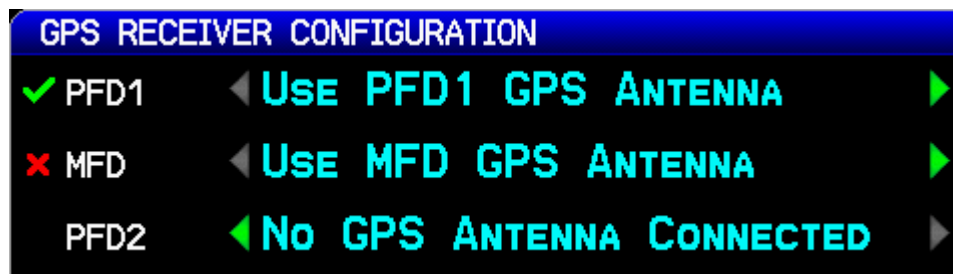 GPS RECEIVER CONFIGURATION
PFD1 USE PFD1 GPS ANTENNA
MFD USE MFD GPS ANTENNA
PFD2 NO GPS ANTENNA CONNECTED